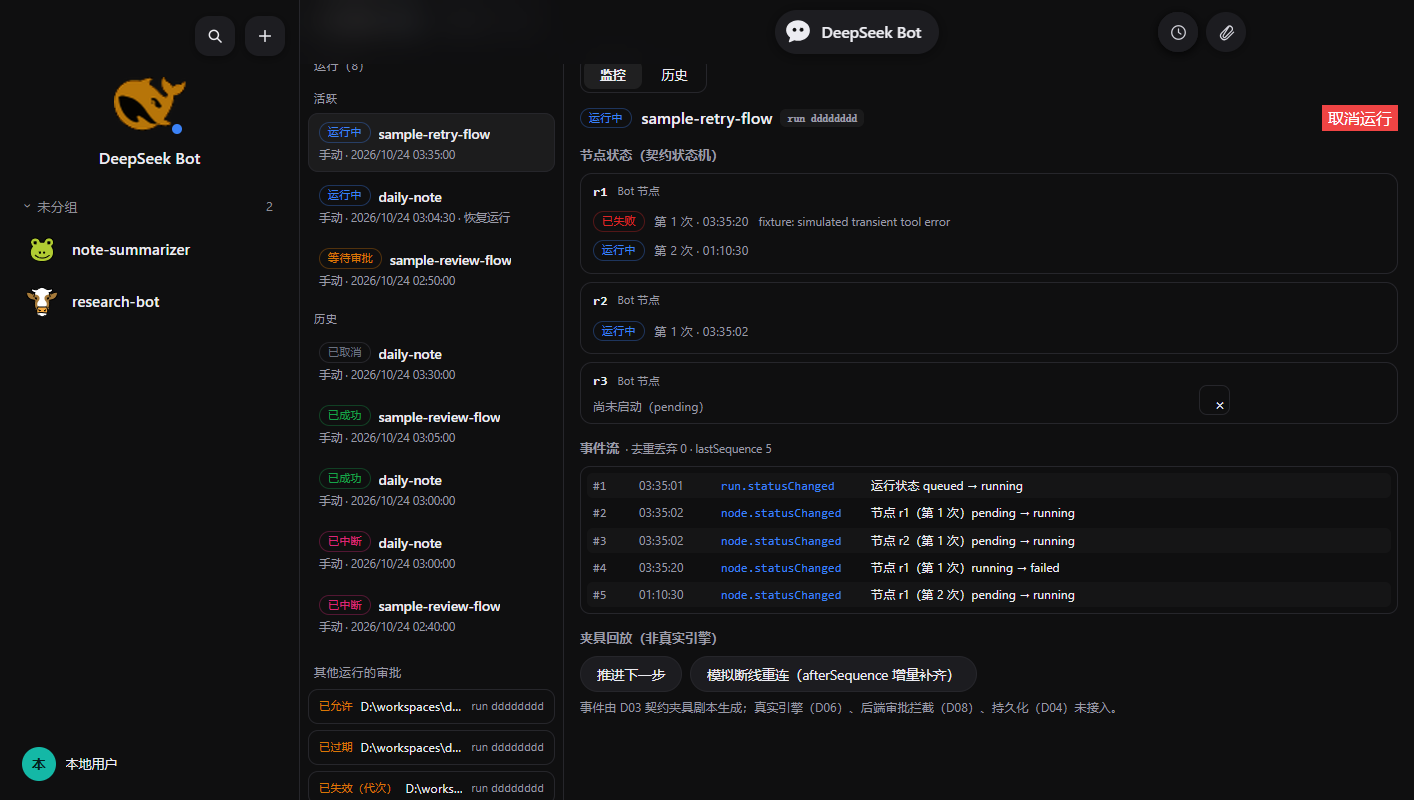 DeepSeek Bot
未分组 2
note-summarizer
research-bot
本 本地用户
运行（8）
活跃
运行中 sample-retry-flow
手动 · 2026/10/24 03:35:00
运行中 daily-note
手动 · 2026/10/24 03:04:30 · 恢复运行
等待审批 sample-review-flow
手动 · 2026/10/24 02:50:00
历史
已取消 daily-note
手动 · 2026/10/24 03:30:00
已成功 sample-review-flow
手动 · 2026/10/24 03:05:00
已成功 daily-note
手动 · 2026/10/24 03:00:00
已中断 daily-note
手动 · 2026/10/24 03:00:00
已中断 sample-review-flow
手动 · 2026/10/24 02:40:00
其他运行的审批
已允许 D:\workspaces\d... run dddddddd
已过期 D:\workspaces\d... run dddddddd
已失效（代次） D:\works... run dddddddd
DeepSeek Bot
监控 历史
运行中 sample-retry-flow run dddddddd
取消运行
节点状态（契约状态机）
r1 Bot 节点
已失败 第 1 次 · 03:35:20 fixture: simulated transient tool error
运行中 第 2 次 · 01:10:30
r2 Bot 节点
运行中 第 1 次 · 03:35:02
r3 Bot 节点
尚未启动（pending）
×
事件流 · 去重丢弃 0 · lastSequence 5
#1 03:35:01 run.statusChanged 运行状态 queued → running
#2 03:35:02 node.statusChanged 节点 r1（第 1 次）pending → running
#3 03:35:02 node.statusChanged 节点 r2（第 1 次）pending → running
#4 03:35:20 node.statusChanged 节点 r1（第 1 次）running → failed
#5 01:10:30 node.statusChanged 节点 r1（第 2 次）pending → running
夹具回放（非真实引擎）
推进下一步 模拟断线重连（afterSequence 增量补齐）
事件由 D03 契约夹具剧本生成；真实引擎（D06）、后端审批拦截（D08）、持久化（D04）未接入。